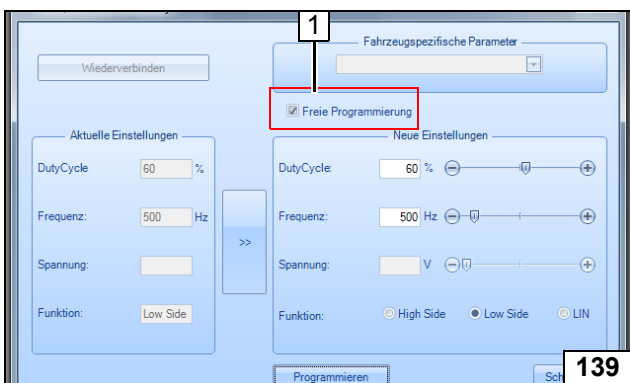 1
Fahrzeugspezifische Parameter
Wiederverbinden
Freie Programmierung
Aktuelle Einstellungen
DutyCycle 60 %
Frequenz: 500 Hz
Spannung:
Funktion: Low Side
>>
Neue Einstellungen
DutyCycle: 60 %
Frequenz: 500 Hz
Spannung: V
Funktion: High Side Low Side LIN
Programmieren
139